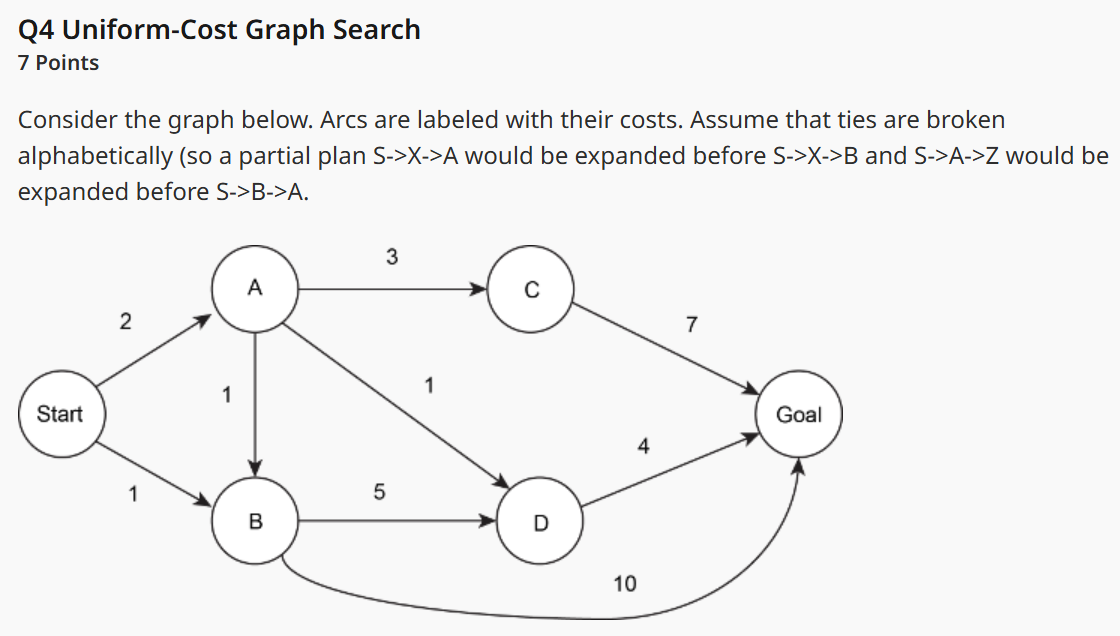 Q4 Uniform-Cost Graph Search
7 Points
Consider the graph below. Arcs are labeled with their costs. Assume that ties are broken
alphabetically (so a partial plan S->X->A would be expanded before S->X->B and S->A->Z would be
expanded before S->B->A.
3
A
C
2
7
1
1
Start
Goal
4
1
5
B
D
10